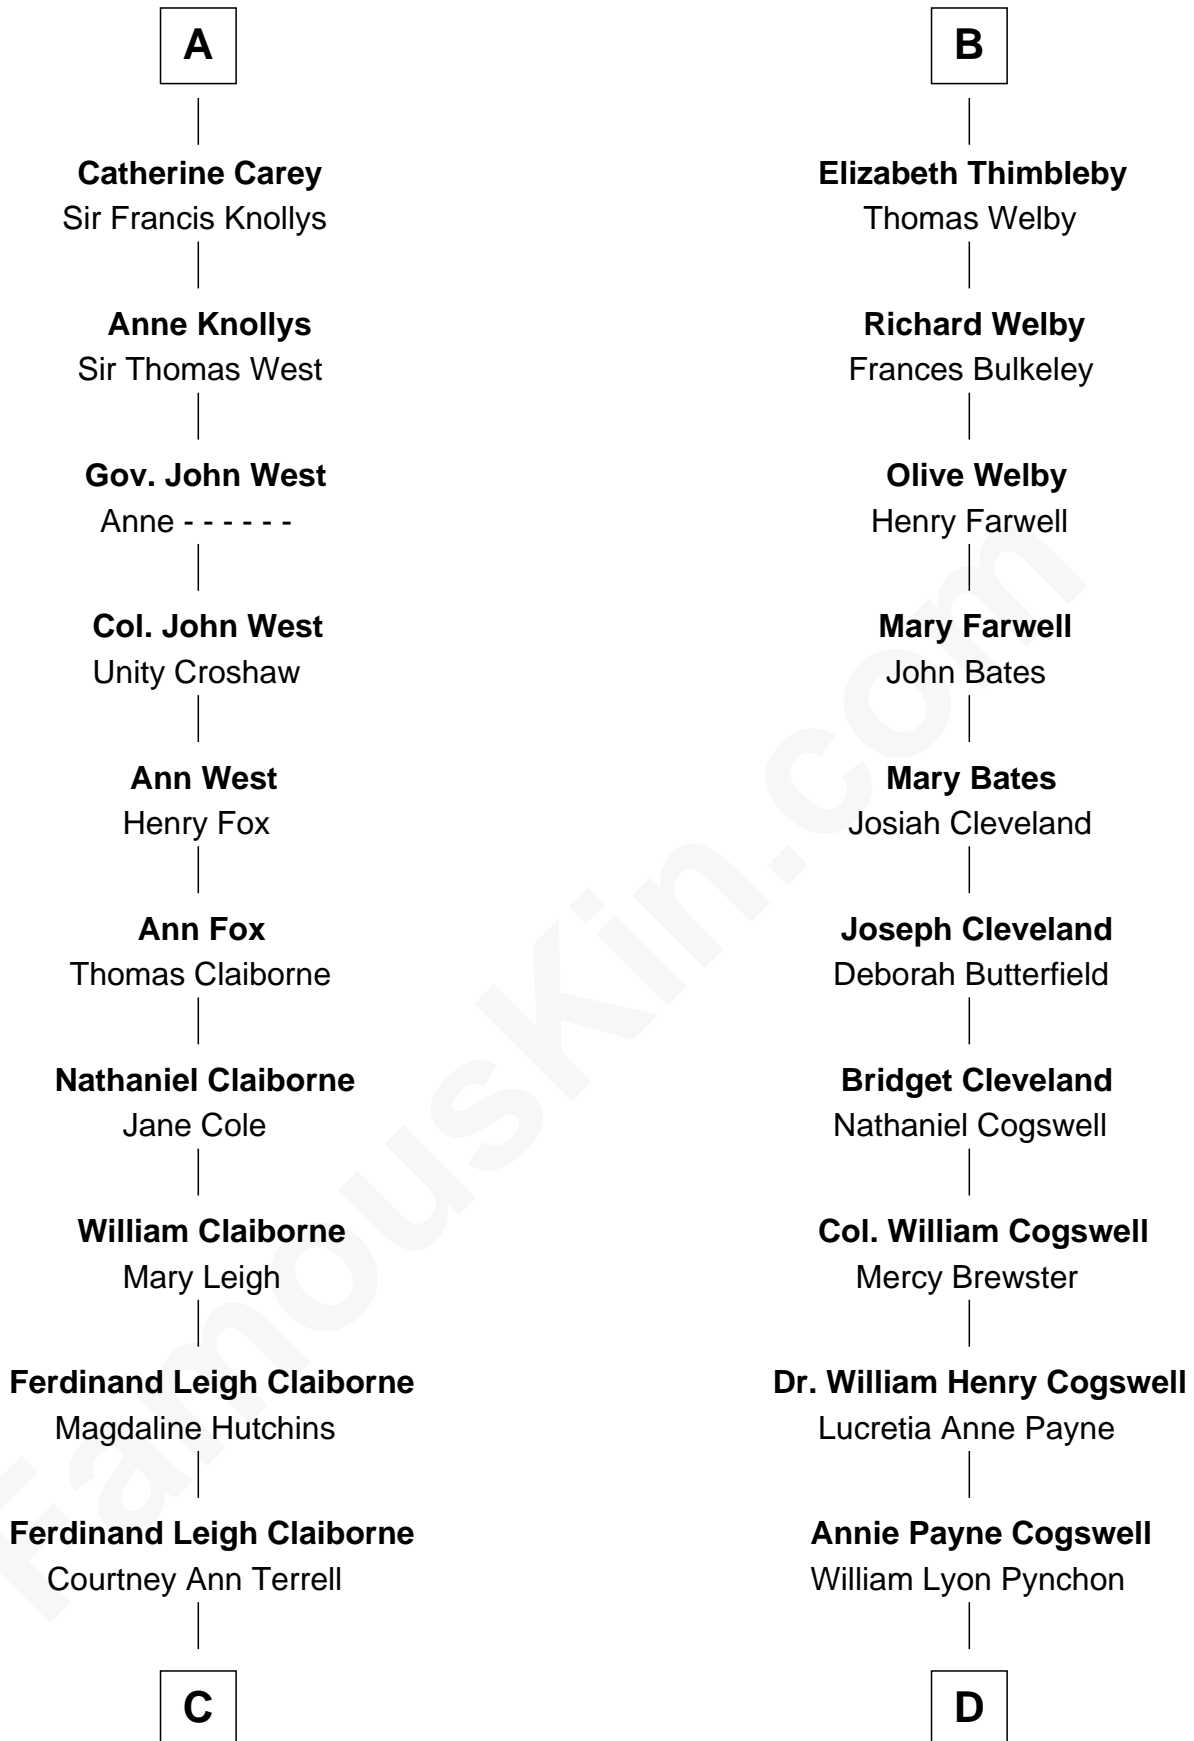 A
Catherine Carey
Sir Francis Knollys
Anne Knollys
Sir Thomas West
Gov. John West
Anne - - - - - -
Col. John West
Unity Croshaw
Ann West
Henry Fox
Ann Fox
Thomas Claiborne
Nathaniel Claiborne
Jane Cole
William Claiborne
Mary Leigh
Ferdinand Leigh Claiborne
Magdaline Hutchins
Ferdinand Leigh Claiborne
Courtney Ann Terrell
C
B
Elizabeth Thimbleby
Thomas Welby
Richard Welby
Frances Bulkeley
Olive Welby
Henry Farwell
Mary Farwell
John Bates
Mary Bates
Josiah Cleveland
Joseph Cleveland
Deborah Butterfield
Bridget Cleveland
Nathaniel Cogswell
Col. William Cogswell
Mercy Brewster
Dr. William Henry Cogswell
Lucretia Anne Payne
Annie Payne Cogswell
William Lyon Pynchon
D
FamousKin.com